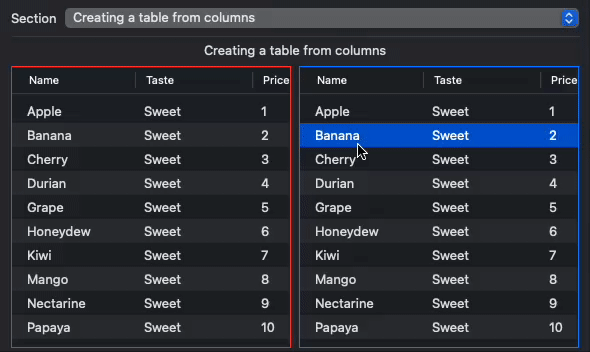 Section Creating a table from columns
Creating a table from columns
Name Taste Price Name Taste Price
Apple Sweet 1 Apple Sweet 1
Banana Sweet 2 Banana Sweet 2
Cherry Sweet 3 Cherry Sweet 3
Durian Sweet 4 Durian Sweet 4
Grape Sweet 5 Grape Sweet 5
Honeydew Sweet 6 Honeydew Sweet 6
Kiwi Sweet 7 Kiwi Sweet 7
Mango Sweet 8 Mango Sweet 8
Nectarine Sweet 9 Nectarine Sweet 9
Papaya Sweet 10 Papaya Sweet 10